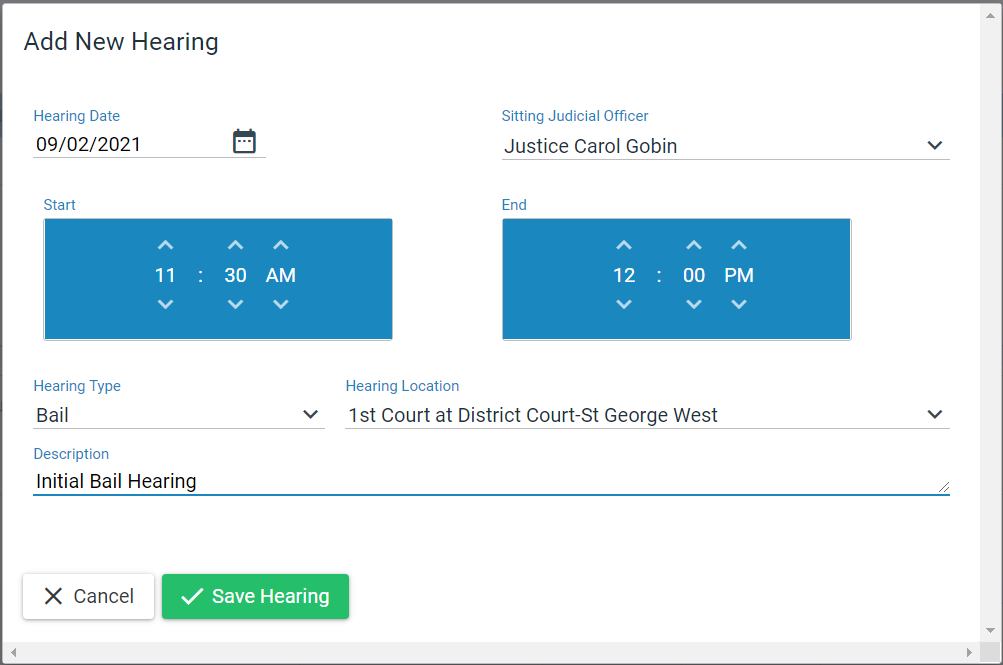 Add New Hearing
Hearing Date
Sitting Judicial Officer
09/02/2021
Justice Carol Gobin
Start
End
11 : 30 AM
12 : 00 PM
Hearing Type
Hearing Location
Bail
1st Court at District Court-St George West
Description
Initial Bail Hearing
Cancel
Save Hearing